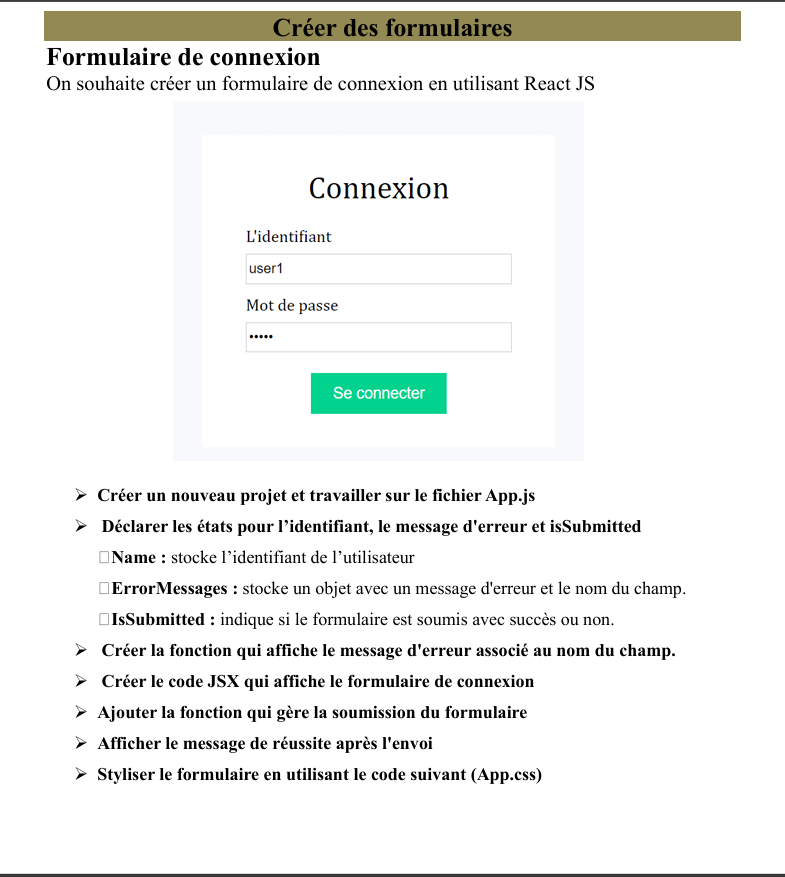 Créer des formulaires
Formulaire de connexion
On souhaite créer un formulaire de connexion en utilisant React JS
Connexion
L'identifiant
user1
Mot de passe
•••••
Se connecter
➢ Créer un nouveau projet et travailler sur le fichier App.js
➢ Déclarer les états pour l’identifiant, le message d'erreur et isSubmitted
□Name : stocke l’identifiant de l’utilisateur
□ErrorMessages : stocke un objet avec un message d'erreur et le nom du champ.
□IsSubmitted : indique si le formulaire est soumis avec succès ou non.
➢ Créer la fonction qui affiche le message d'erreur associé au nom du champ.
➢ Créer le code JSX qui affiche le formulaire de connexion
➢ Ajouter la fonction qui gère la soumission du formulaire
➢ Afficher le message de réussite après l'envoi
➢ Styliser le formulaire en utilisant le code suivant (App.css)